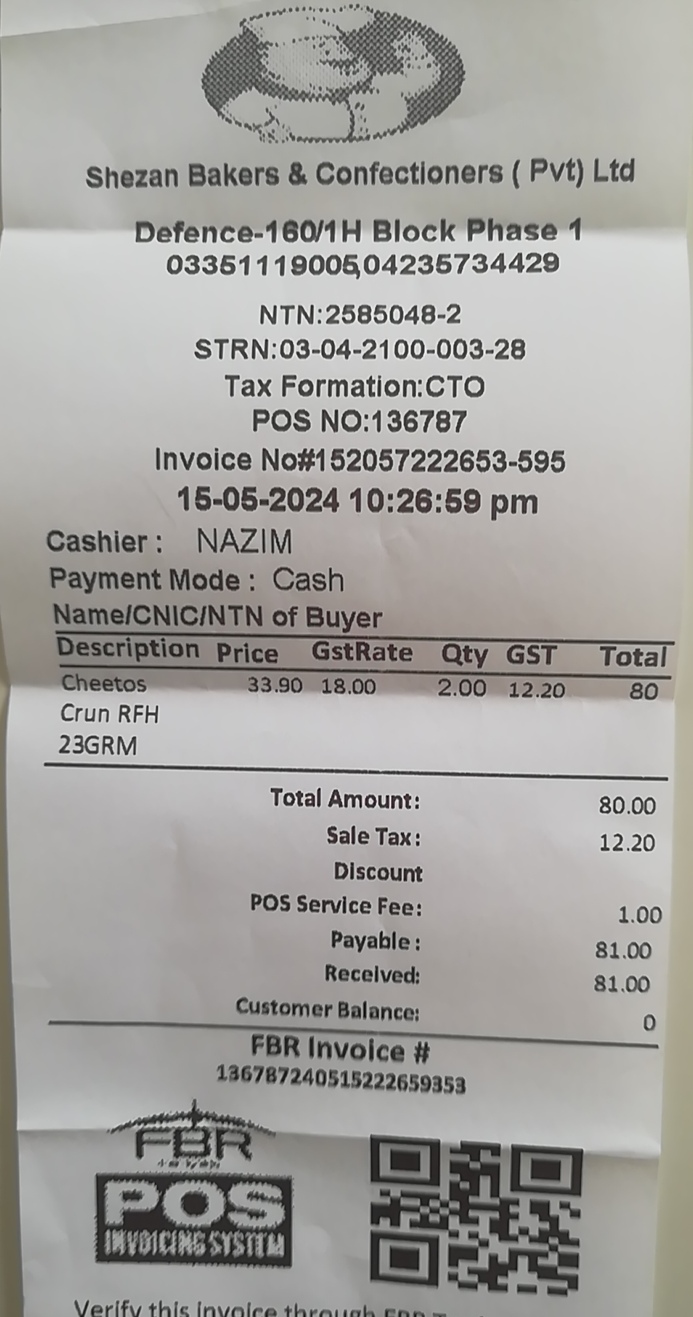 Shezan Bakers & Confectioners ( Pvt) Ltd
Defence-160/1H Block Phase 1
03351119005,04235734429
NTN:2585048-2
STRN:03-04-2100-003-28
Tax Formation:CTO
POS NO:136787
Invoice No#152057222653-595
15-05-2024 10:26:59 pm
Cashier : NAZIM
Payment Mode : Cash
Name/CNIC/NTN of Buyer
Description Price GstRate Qty GST Total
Cheetos 33.90 18.00 2.00 12.20 80
Crun RFH
23GRM
Total Amount: 80.00
Sale Tax: 12.20
Discount
POS Service Fee: 1.00
Payable: 81.00
Received: 81.00
Customer Balance: 0
FBR Invoice #
136787240515222659353
FBR
POS
INVOICING SYSTEM
Verify this invoice through FBR